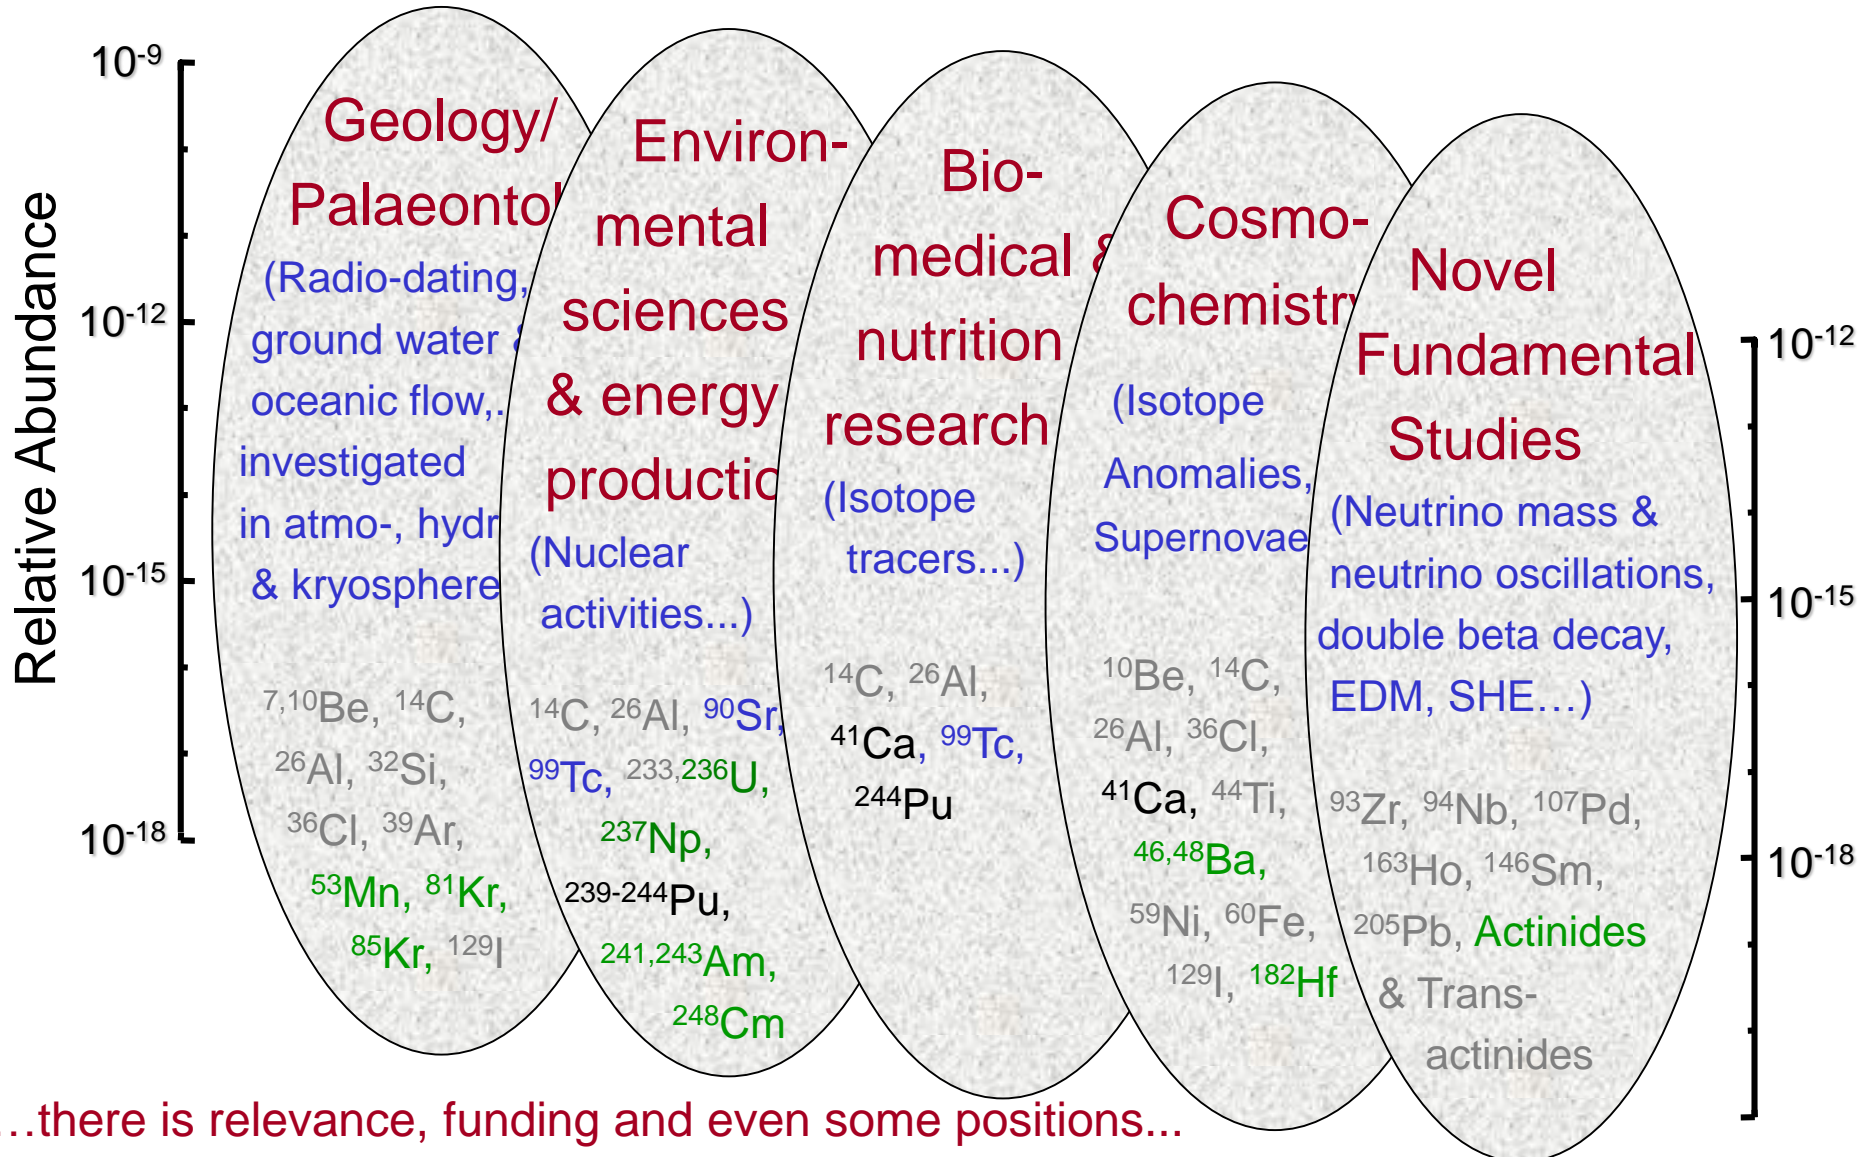 Relative Abundance
10-9
10-12
10-15
10-18
Geology/
Palaeontol
(Radio-dating,
ground water &
oceanic flow,.
investigated
in atmo-, hydr
& kryosphere
7,10Be, 14C,
26Al, 32Si,
36Cl, 39Ar,
53Mn, 81Kr,
85Kr, 129I
Environ-
mental
sciences
& energy
productio
(Nuclear
activities...)
14C, 26Al, 90Sr,
99Tc, 233,236U,
237Np,
239-244Pu,
241,243Am,
248Cm
Bio-
medical &
nutrition
research
(Isotope
tracers...)
14C, 26Al,
41Ca, 99Tc,
244Pu
Cosmo-
chemistry
(Isotope
Anomalies,
Supernovae
10Be, 14C,
26Al, 36Cl,
41Ca, 44Ti,
46,48Ba,
59Ni, 60Fe,
129I, 182Hf
Novel
Fundamental
Studies
(Neutrino mass &
neutrino oscillations,
double beta decay,
EDM, SHE…)
93Zr, 94Nb, 107Pd,
163Ho, 146Sm,
205Pb, Actinides
& Trans-
actinides
10-12
10-15
10-18
…there is relevance, funding and even some positions...